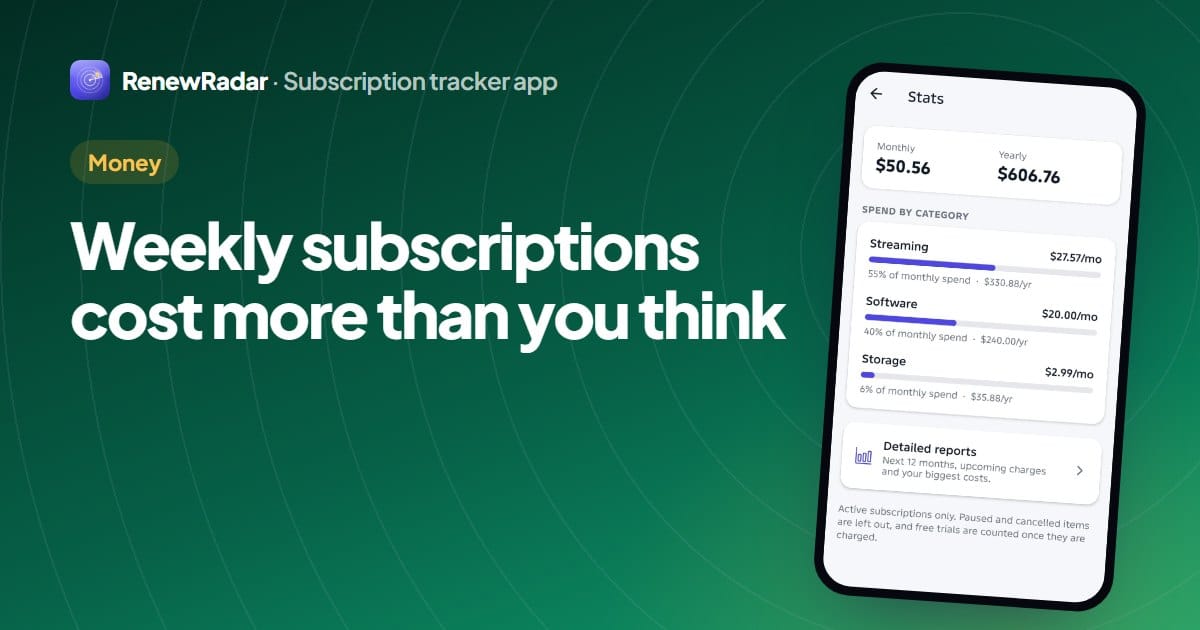 RenewRadar · Subscription tracker app
Money
Weekly subscriptions
cost more than you think
Stats
Monthly
$50.56
Yearly
$606.76
SPEND BY CATEGORY
Streaming
$27.57/mo
55% of monthly spend · $330.88/yr
Software
$20.00/mo
40% of monthly spend · $240.00/yr
Storage
$2.99/mo
6% of monthly spend · $35.88/yr
Detailed reports
Next 12 months, upcoming charges
and your biggest costs.
Active subscriptions only. Paused and cancelled items
are left out, and free trials are counted once they are
charged.